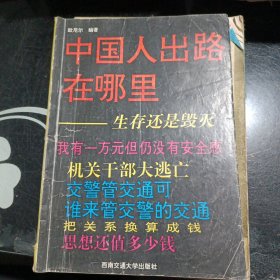 欧阳尔 编著
中国人出路
在哪里
——生存还是毁灭
我有一方元但仍没有安全感
机关干部大逃亡
交警管交通可
谁来管交警的交通
把关系换算成钱
思想还值多少钱
西南交通大学出版社